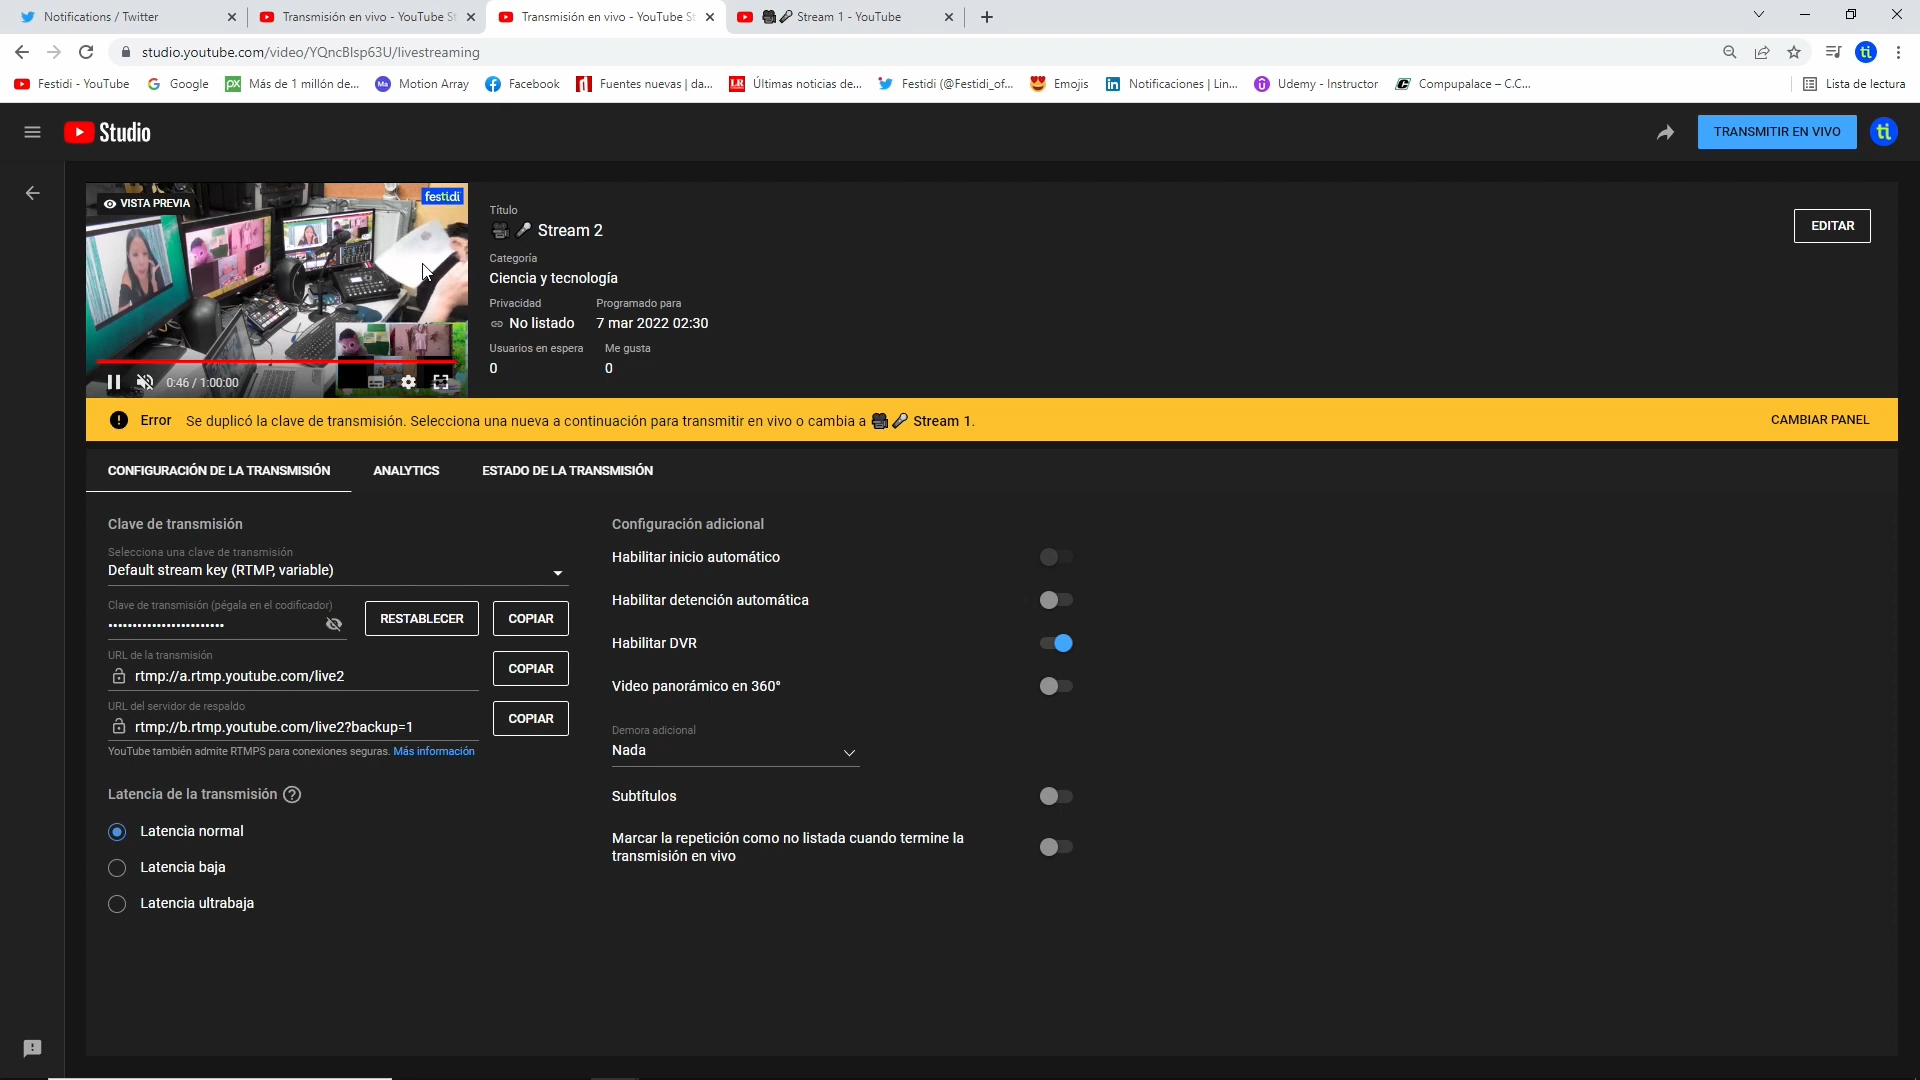 Notifications / Twitter
Transmisión en vivo - YouTube St
Transmisión en vivo - YouTube St
🎥🎤 Stream 1 - YouTube
studio.youtube.com/video/YQncBlsp63U/livestreaming
Festidi - YouTube
Google
Más de 1 millón de...
Motion Array
Facebook
Fuentes nuevas | da...
Últimas noticias de...
Festidi (@Festidi_of...
Emojis
Notificaciones | Lin...
Udemy - Instructor
Compupalace – C.C...
Lista de lectura
Studio
TRANSMITIR EN VIVO
ti
VISTA PREVIA
festidi
0:46 / 1:00:00
Título
🎥 🎤 Stream 2
EDITAR
Categoría
Ciencia y tecnología
Privacidad
No listado
Programado para
7 mar 2022 02:30
Usuarios en espera
0
Me gusta
0
Error Se duplicó la clave de transmisión. Selecciona una nueva a continuación para transmitir en vivo o cambia a 🎥 🎤 Stream 1.
CAMBIAR PANEL
CONFIGURACIÓN DE LA TRANSMISIÓN
ANALYTICS
ESTADO DE LA TRANSMISIÓN
Clave de transmisión
Selecciona una clave de transmisión
Default stream key (RTMP, variable)
Clave de transmisión (pégala en el codificador)
••••••••••••••••••••••••
RESTABLECER
COPIAR
URL de la transmisión
rtmp://a.rtmp.youtube.com/live2
COPIAR
URL del servidor de respaldo
rtmp://b.rtmp.youtube.com/live2?backup=1
COPIAR
YouTube también admite RTMPS para conexiones seguras. Más información
Latencia de la transmisión
Latencia normal
Latencia baja
Latencia ultrabaja
Configuración adicional
Habilitar inicio automático
Habilitar detención automática
Habilitar DVR
Video panorámico en 360°
Demora adicional
Nada
Subtítulos
Marcar la repetición como no listada cuando termine la
transmisión en vivo